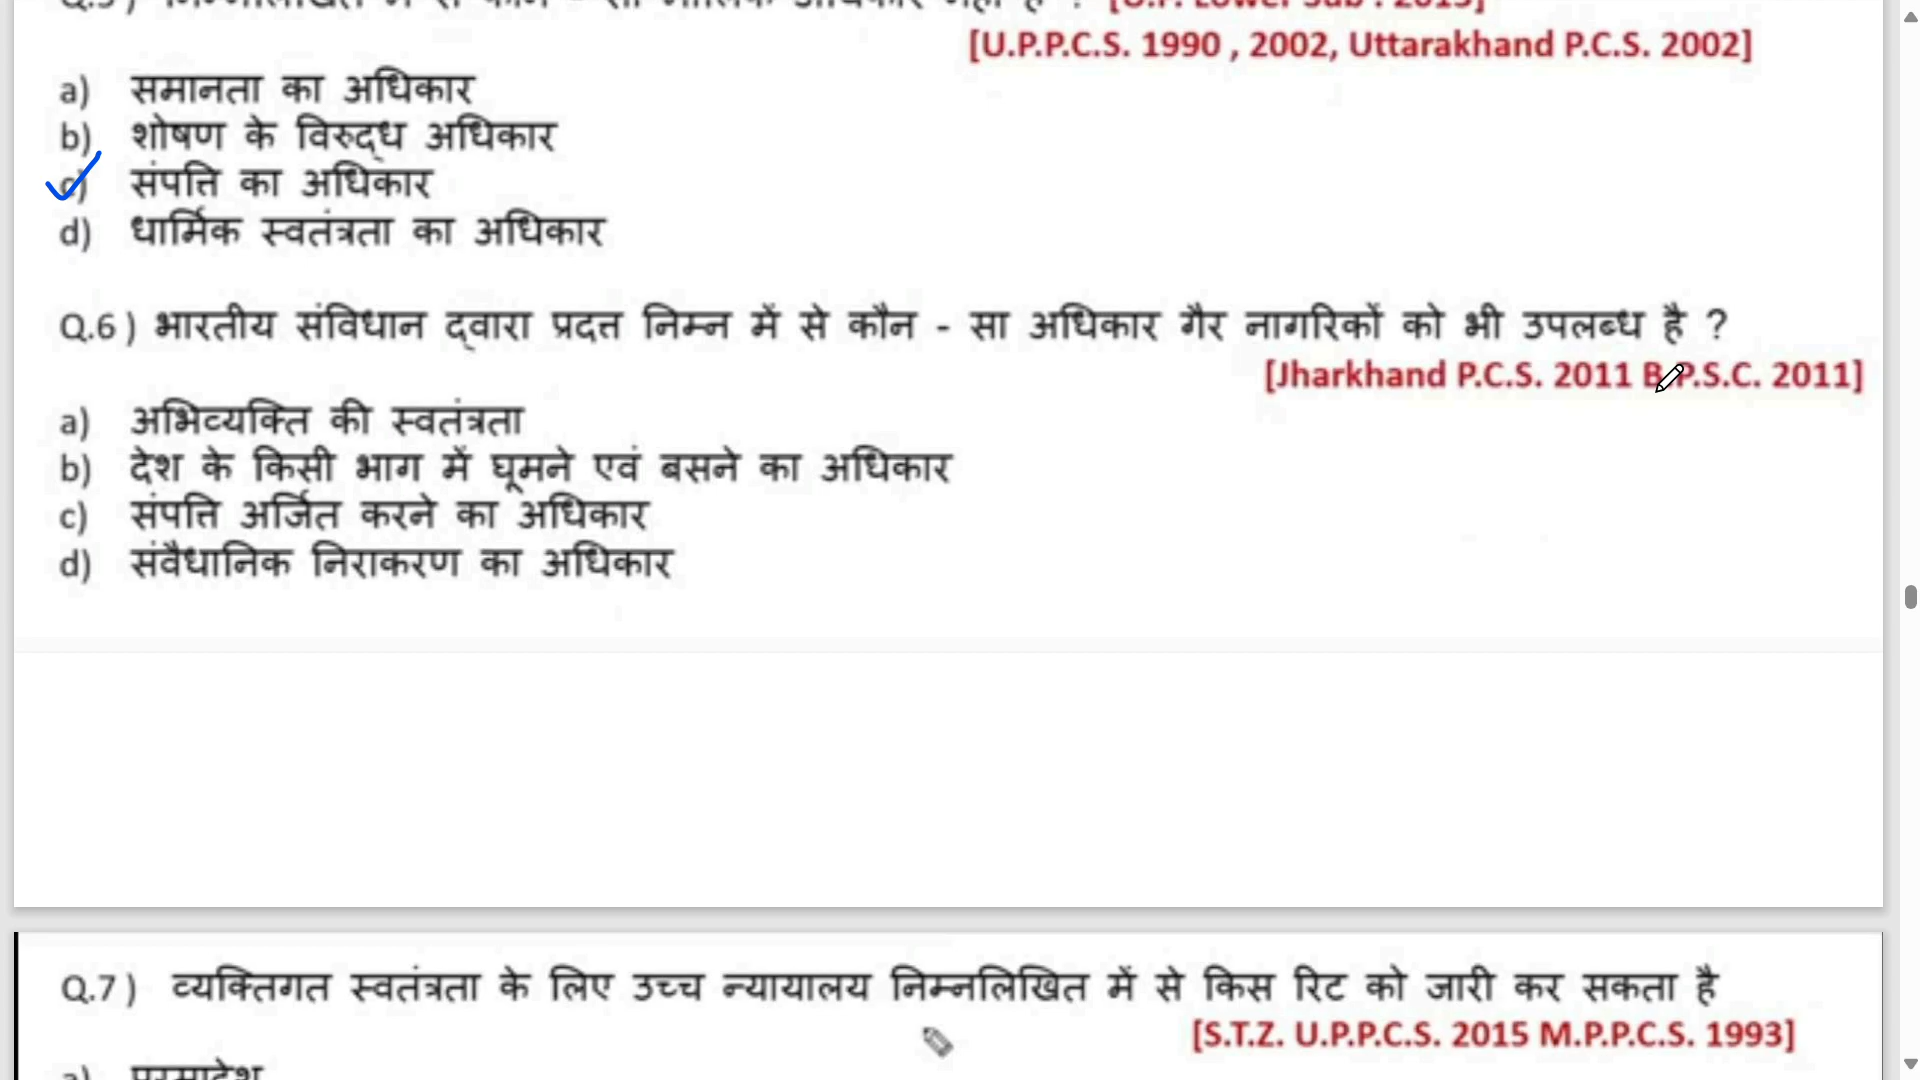 [U.P.P.C.S. 1990 , 2002, Uttarakhand P.C.S. 2002]
a) समानता का अधिकार
b) शोषण के विरुद्ध अधिकार
c) संपत्ति का अधिकार
d) धार्मिक स्वतंत्रता का अधिकार
Q.6 ) भारतीय संविधान द्वारा प्रदत्त निम्न में से कौन - सा अधिकार गैर नागरिकों को भी उपलब्ध है ?
[Jharkhand P.C.S. 2011 B.P.S.C. 2011]
a) अभिव्यक्ति की स्वतंत्रता
b) देश के किसी भाग में घूमने एवं बसने का अधिकार
c) संपत्ति अर्जित करने का अधिकार
d) संवैधानिक निराकरण का अधिकार
Q.7 ) व्यक्तिगत स्वतंत्रता के लिए उच्च न्यायालय निम्नलिखित में से किस रिट को जारी कर सकता है
[S.T.Z. U.P.P.C.S. 2015 M.P.P.C.S. 1993]